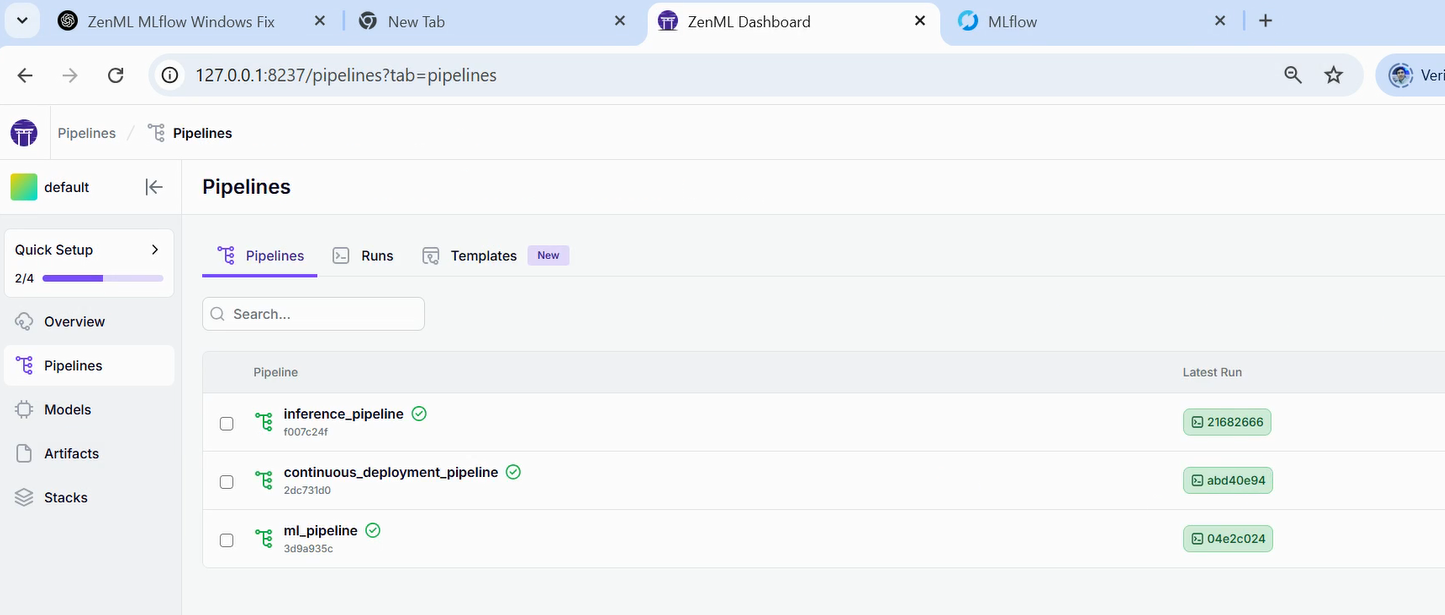 ZenML MLflow Windows Fix
New Tab
ZenML Dashboard
MLflow
127.0.0.1:8237/pipelines?tab=pipelines
Veri
Pipelines / Pipelines
default
Pipelines
Quick Setup
2/4
Pipelines
Runs
Templates
New
Search...
Overview
Pipelines
Models
Artifacts
Stacks
Pipeline
Latest Run
inference_pipeline
f007c24f
21682666
continuous_deployment_pipeline
2dc731d0
abd40e94
ml_pipeline
3d9a935c
04e2c024